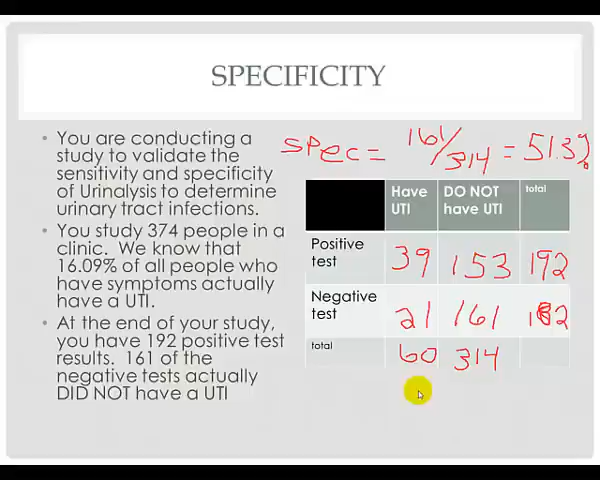 SPECIFICITY
• You are conducting a
study to validate the
sensitivity and specificity
of Urinalysis to determine
urinary tract infections.
• You study 374 people in a
clinic. We know that
16.09% of all people who
have symptoms actually
have a UTI.
• At the end of your study,
you have 192 positive test
results. 161 of the
negative tests actually
DID NOT have a UTI
SPEC = 161/314 = 51.3%
Have UTI DO NOT have UTI total
Positive test 39 153 192
Negative test 21 161 182
total 60 314